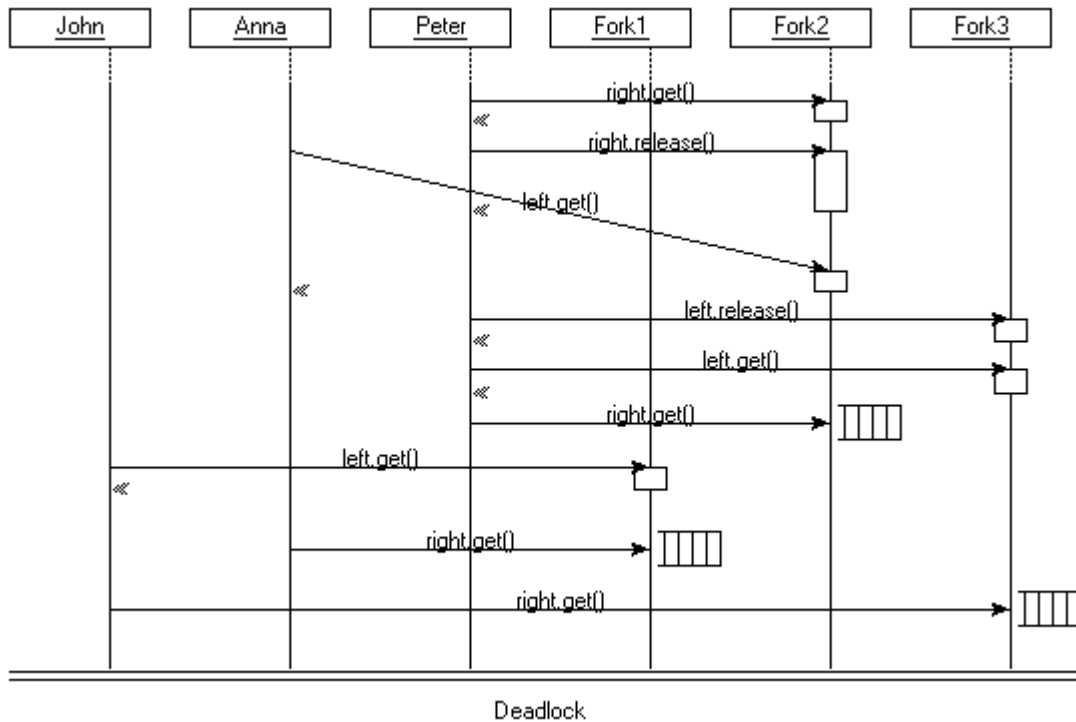 John Anna Peter Fork1 Fork2 Fork3
right.get()
right.release()
left.get()
left.release()
left.get()
right.get()
left.get()
right.get()
right.get()
Deadlock